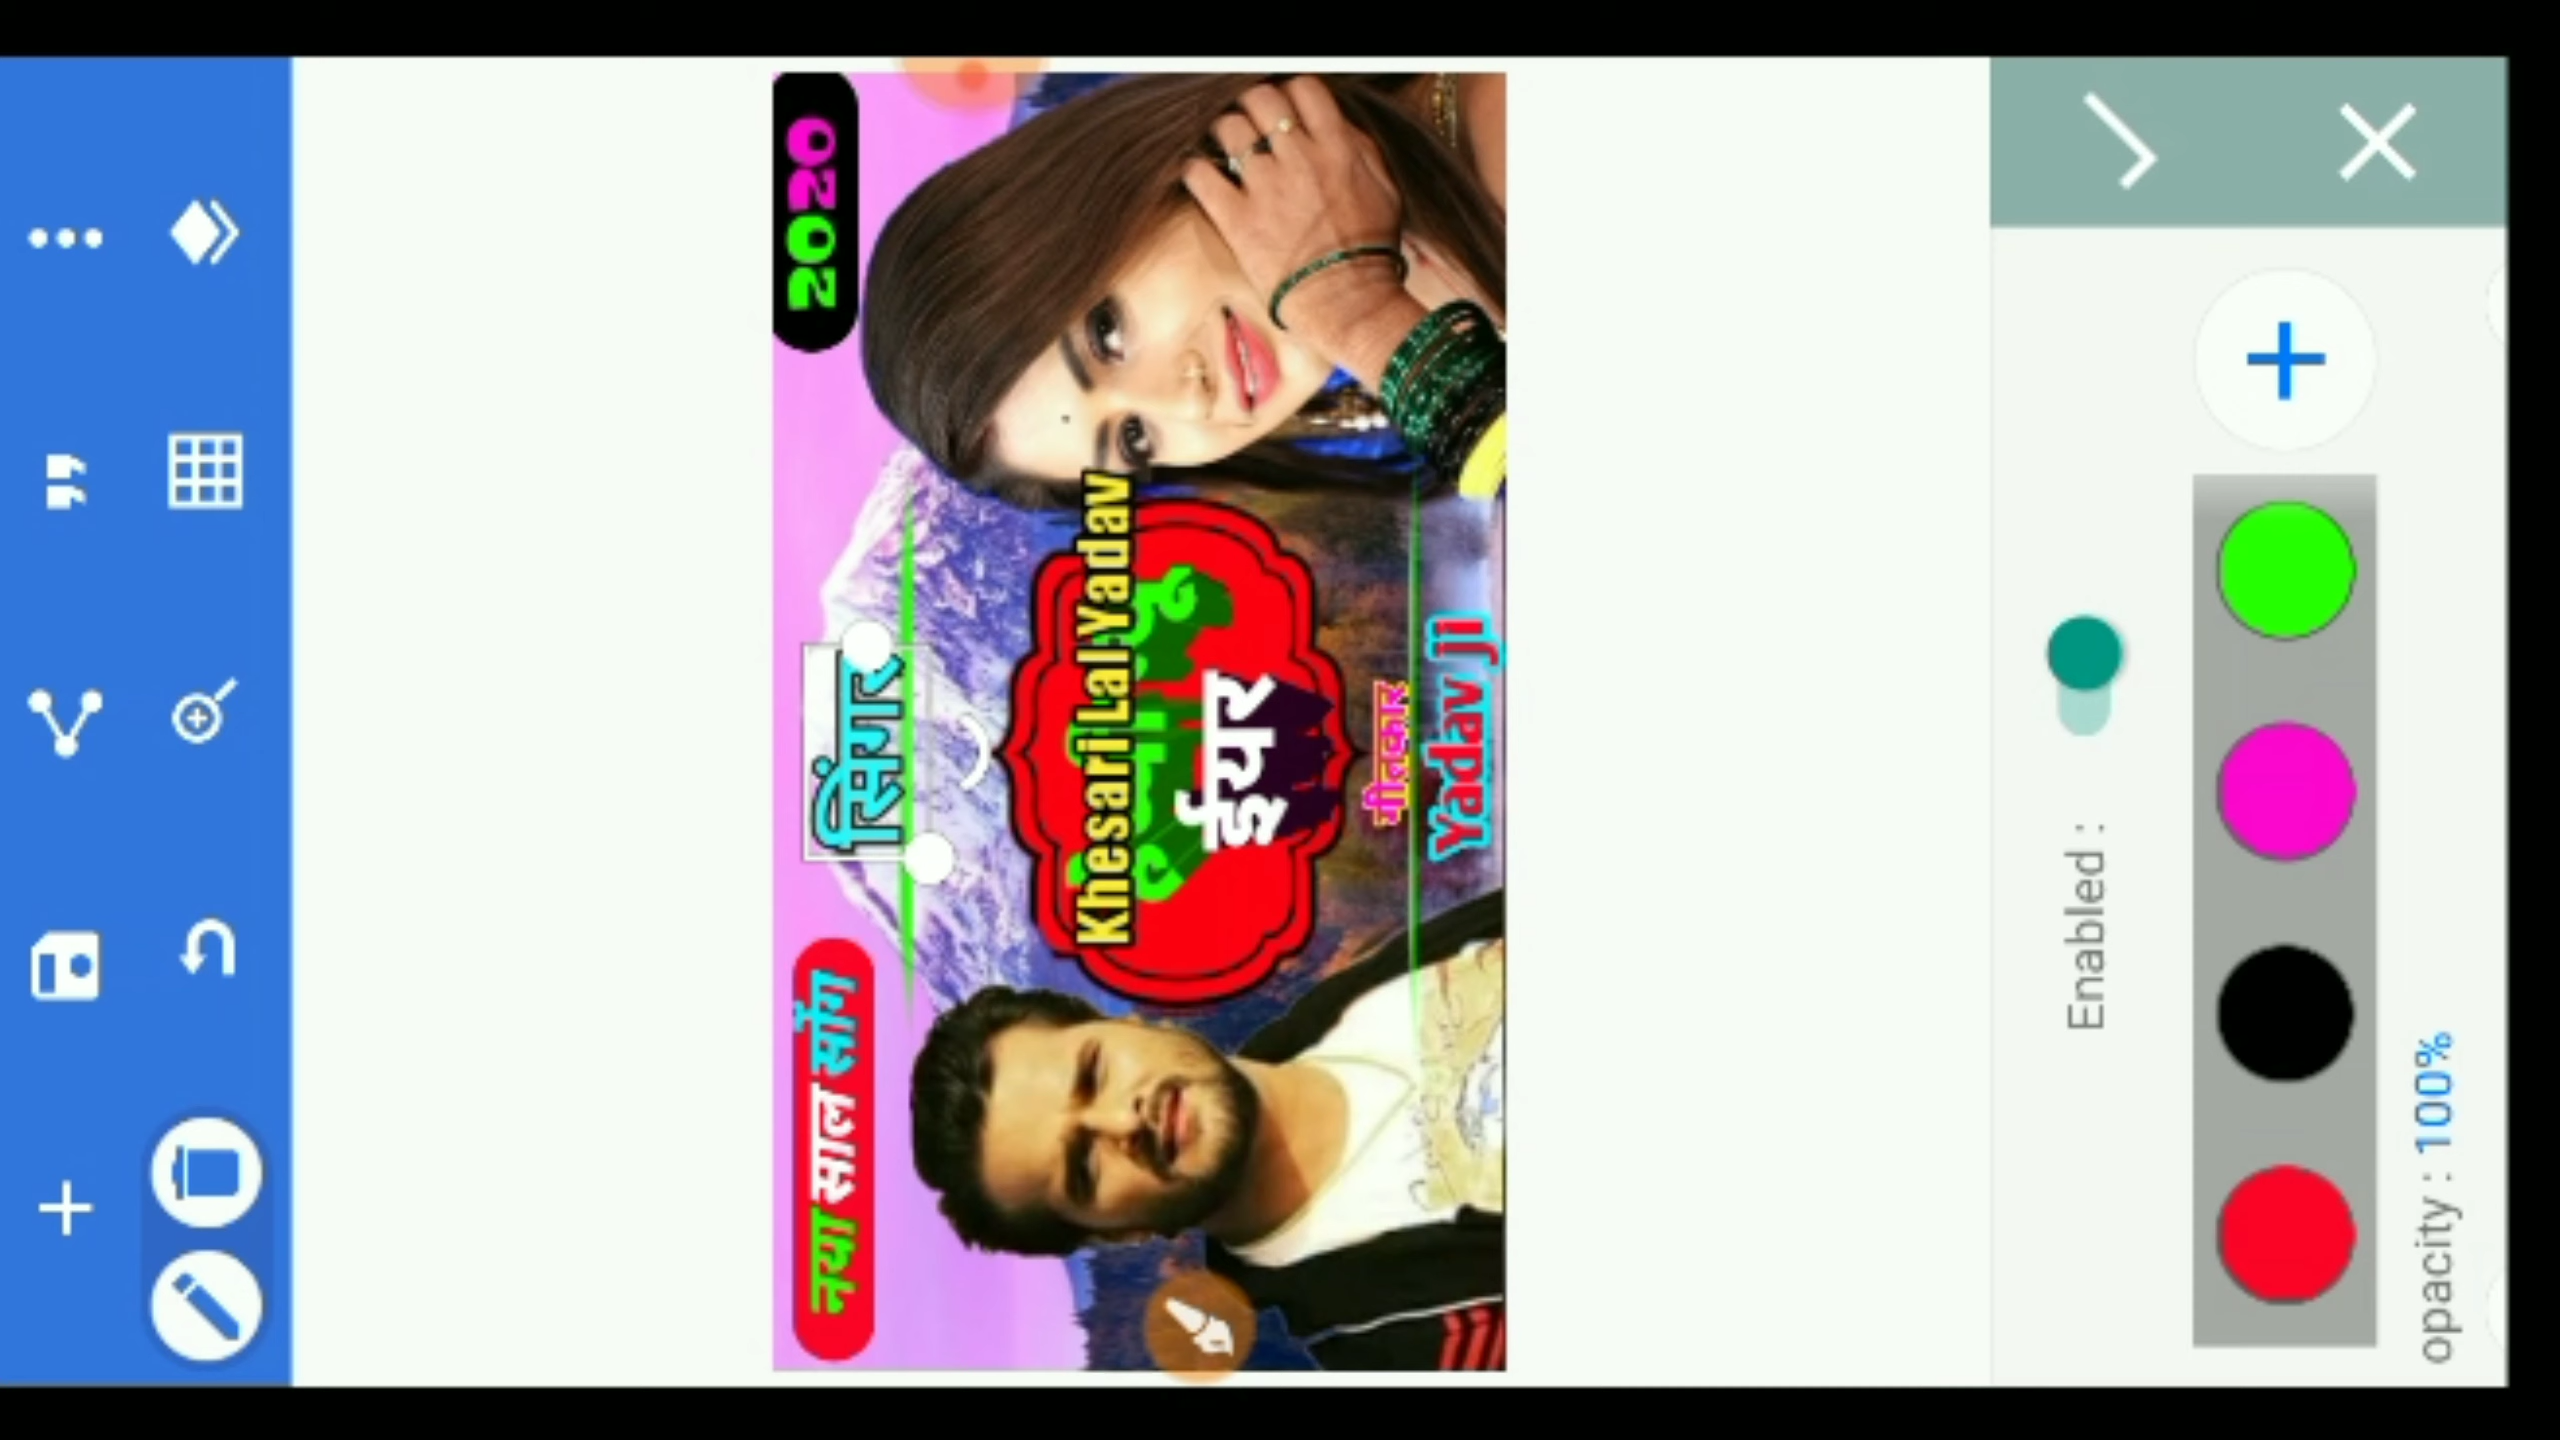 नया साल सोंग
2020
सिंगर
Khesari Lal Yadav
ईयर
गीतकार
Yadav Ji
Enabled :
opacity : 100%